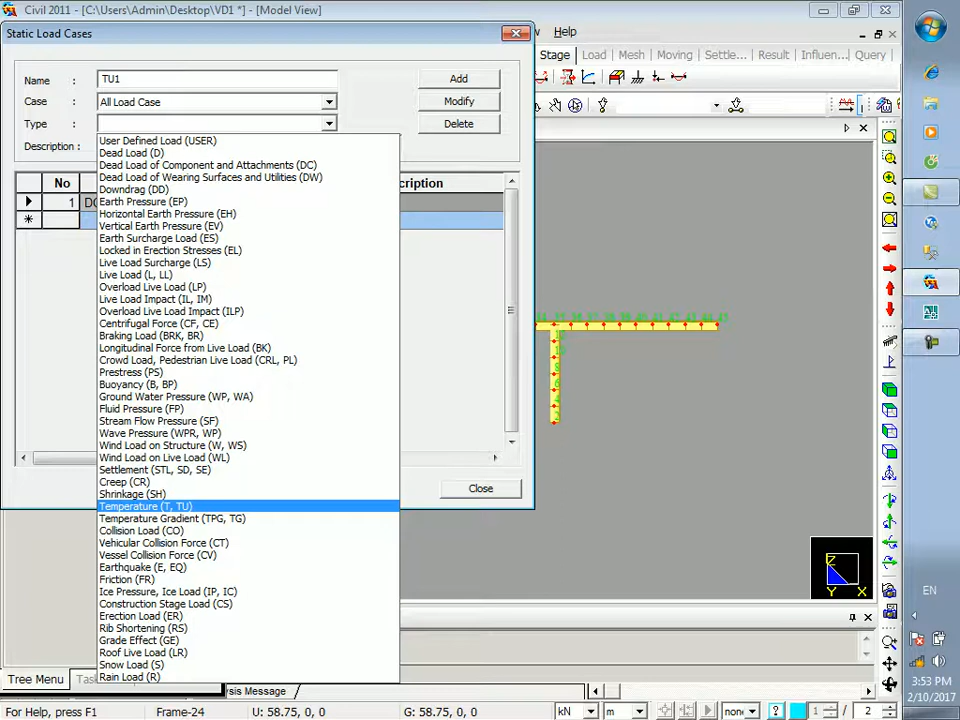 Civil 2011 - [C:\Users\Admin\Desktop\VD1 *] - [Model View]
Static Load Cases
Help
Name :
TU1
Add
Stage
Load
Mesh
Moving
Settle...
Result
Influen...
Query
Case :
All Load Case
Modify
Type :
Delete
Description :
User Defined Load (USER)
Dead Load (D)
Dead Load of Component and Attachments (DC)
Dead Load of Wearing Surfaces and Utilities (DW)
Downdrag (DD)
Earth Pressure (EP)
Horizontal Earth Pressure (EH)
Vertical Earth Pressure (EV)
Earth Surcharge Load (ES)
Locked in Erection Stresses (EL)
Live Load Surcharge (LS)
Live Load (L, LL)
Overload Live Load (LP)
Live Load Impact (IL, IM)
Overload Live Load Impact (ILP)
Centrifugal Force (CF, CE)
Braking Load (BRK, BR)
Longitudinal Force from Live Load (BK)
Crowd Load, Pedestrian Live Load (CRL, PL)
Prestress (PS)
Buoyancy (B, BP)
Ground Water Pressure (WP, WA)
Fluid Pressure (FP)
Stream Flow Pressure (SF)
Wave Pressure (WPR, WP)
Wind Load on Structure (W, WS)
Wind Load on Live Load (WL)
Settlement (STL, SD, SE)
Creep (CR)
Shrinkage (SH)
Temperature (T, TU)
Temperature Gradient (TPG, TG)
Collision Load (CO)
Vehicular Collision Force (CT)
Vessel Collision Force (CV)
Earthquake (E, EQ)
Friction (FR)
Ice Pressure, Ice Load (IP, IC)
Construction Stage Load (CS)
Erection Load (ER)
Rib Shortening (RS)
Grade Effect (GE)
Roof Live Load (LR)
Snow Load (S)
Rain Load (R)
No
cription
1
Close
Z
Y X
EN
Tree Menu
Task
ysis Message
3:53 PM
2/10/2017
For Help, press F1
Frame-24
U: 58.75, 0, 0
G: 58.75, 0, 0
kN
m
none
1 / 2